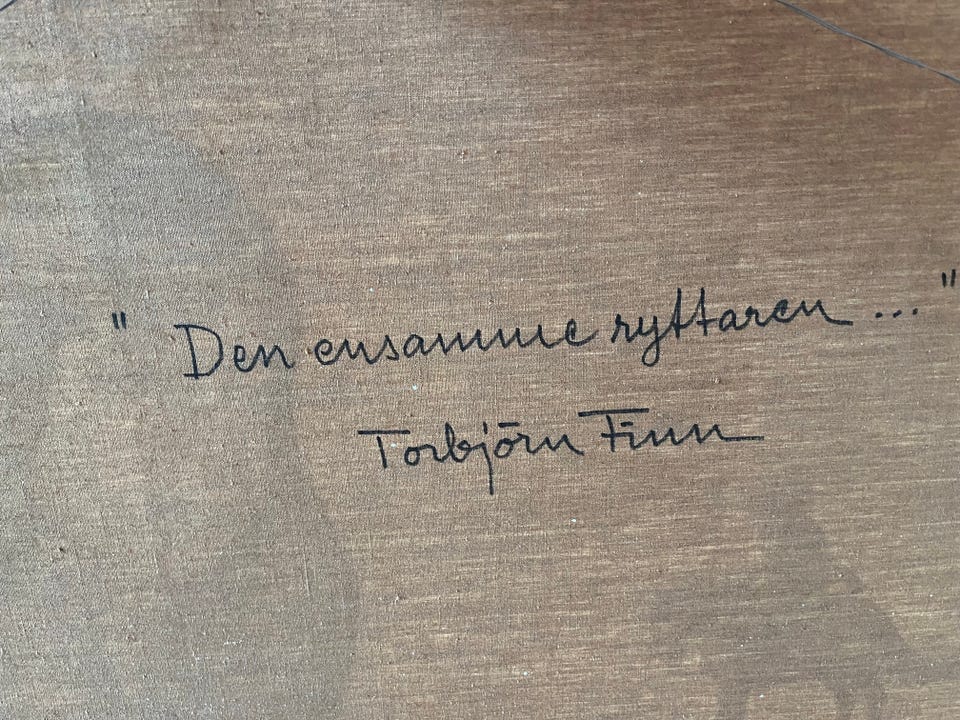 "Den ensamme ryttaren..."
Torbjörn Finn